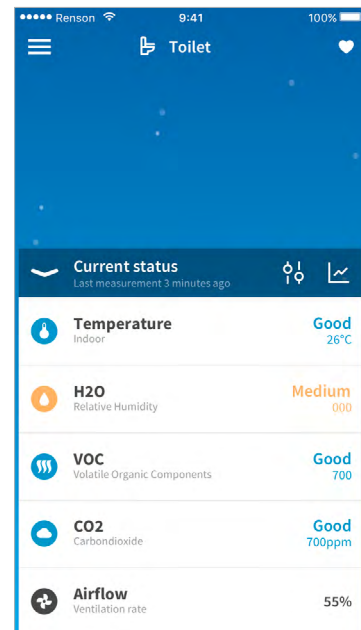 Renson 9:41 100%
Toilet
Current status
Last measurement 3 minutes ago
Temperature Good
Indoor 26°C
H2O Medium
Relative Humidity 000
VOC Good
Volatile Organic Components 700
CO2 Good
Carbondioxide 700ppm
Airflow 55%
Ventilation rate